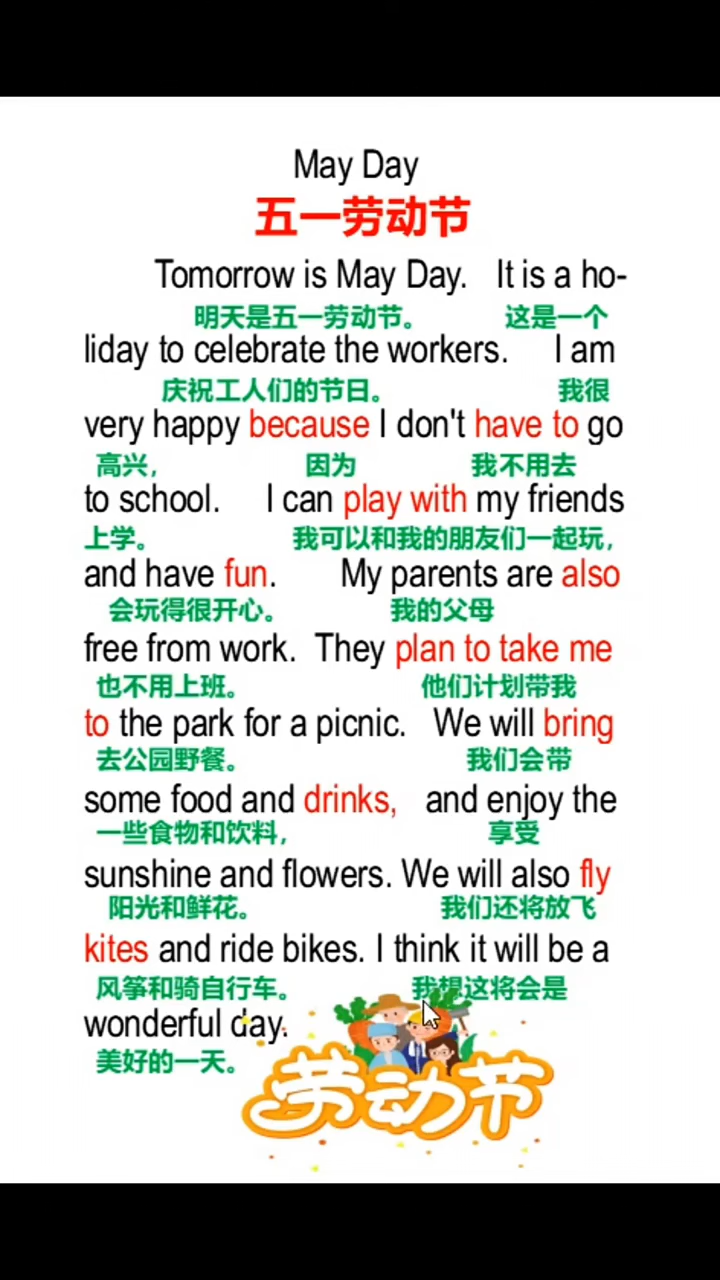 May Day
五一劳动节
Tomorrow is May Day. It is a ho-
明天是五一劳动节。 这是一个
liday to celebrate the workers. I am
庆祝工人们的节日。 我很
very happy because I don't have to go
高兴, 因为 我不用去
to school. I can play with my friends
上学。 我可以和我的朋友们一起玩,
and have fun. My parents are also
会玩得很开心。 我的父母
free from work. They plan to take me
也不用上班。 他们计划带我
to the park for a picnic. We will bring
去公园野餐。 我们会带
some food and drinks, and enjoy the
一些食物和饮料, 享受
sunshine and flowers. We will also fly
阳光和鲜花。 我们还将放飞
kites and ride bikes. I think it will be a
风筝和骑自行车。 我想这将会是
wonderful day.
美好的一天。
劳动节